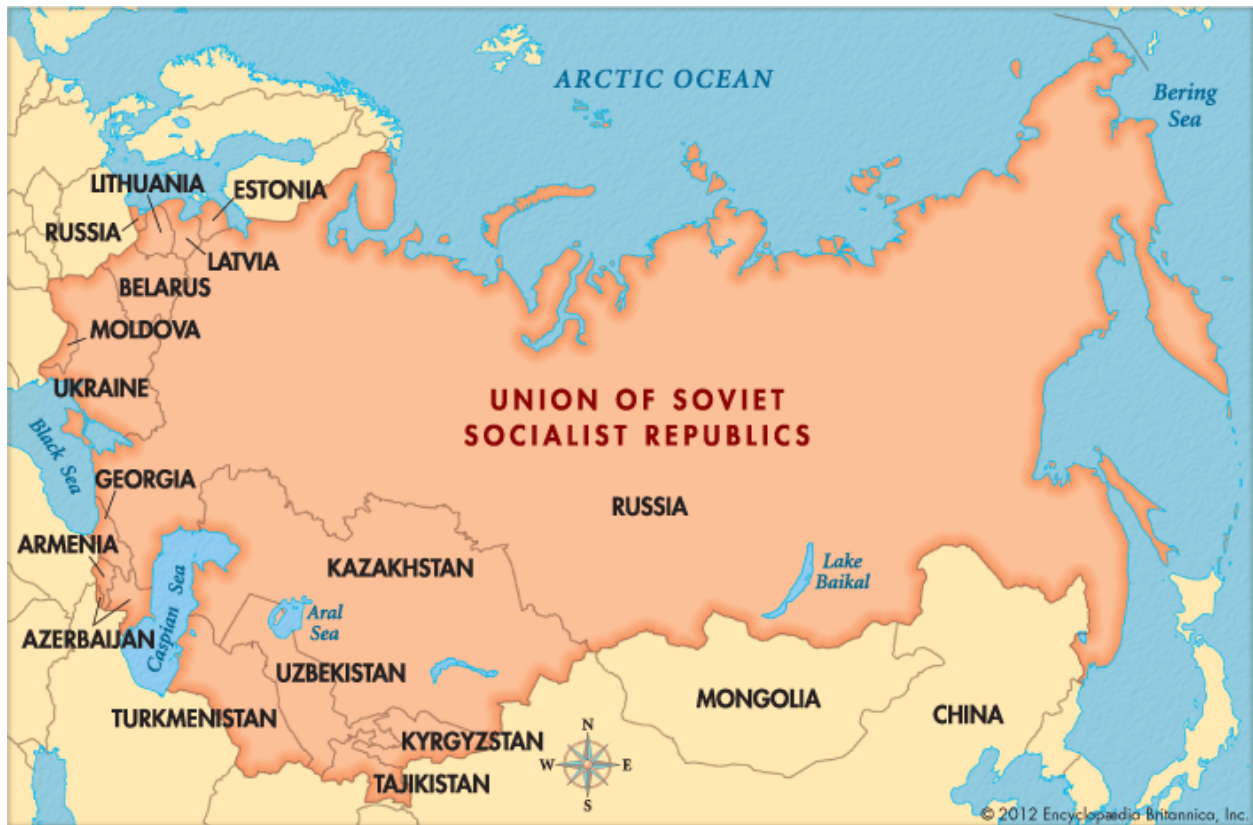 ARCTIC OCEAN
Bering
Sea
LITHUANIA
ESTONIA
RUSSIA
LATVIA
BELARUS
MOLDOVA
UKRAINE
UNION OF SOVIET
SOCIALIST REPUBLICS
Black Sea
GEORGIA
RUSSIA
ARMENIA
KAZAKHSTAN
Lake
Baikal
Caspian Sea
Aral
Sea
AZERBAIJAN
UZBEKISTAN
MONGOLIA
TURKMENISTAN
CHINA
KYRGYZSTAN
N
W E
S
TAJIKISTAN
© 2012 Encyclopædia Britannica, Inc.